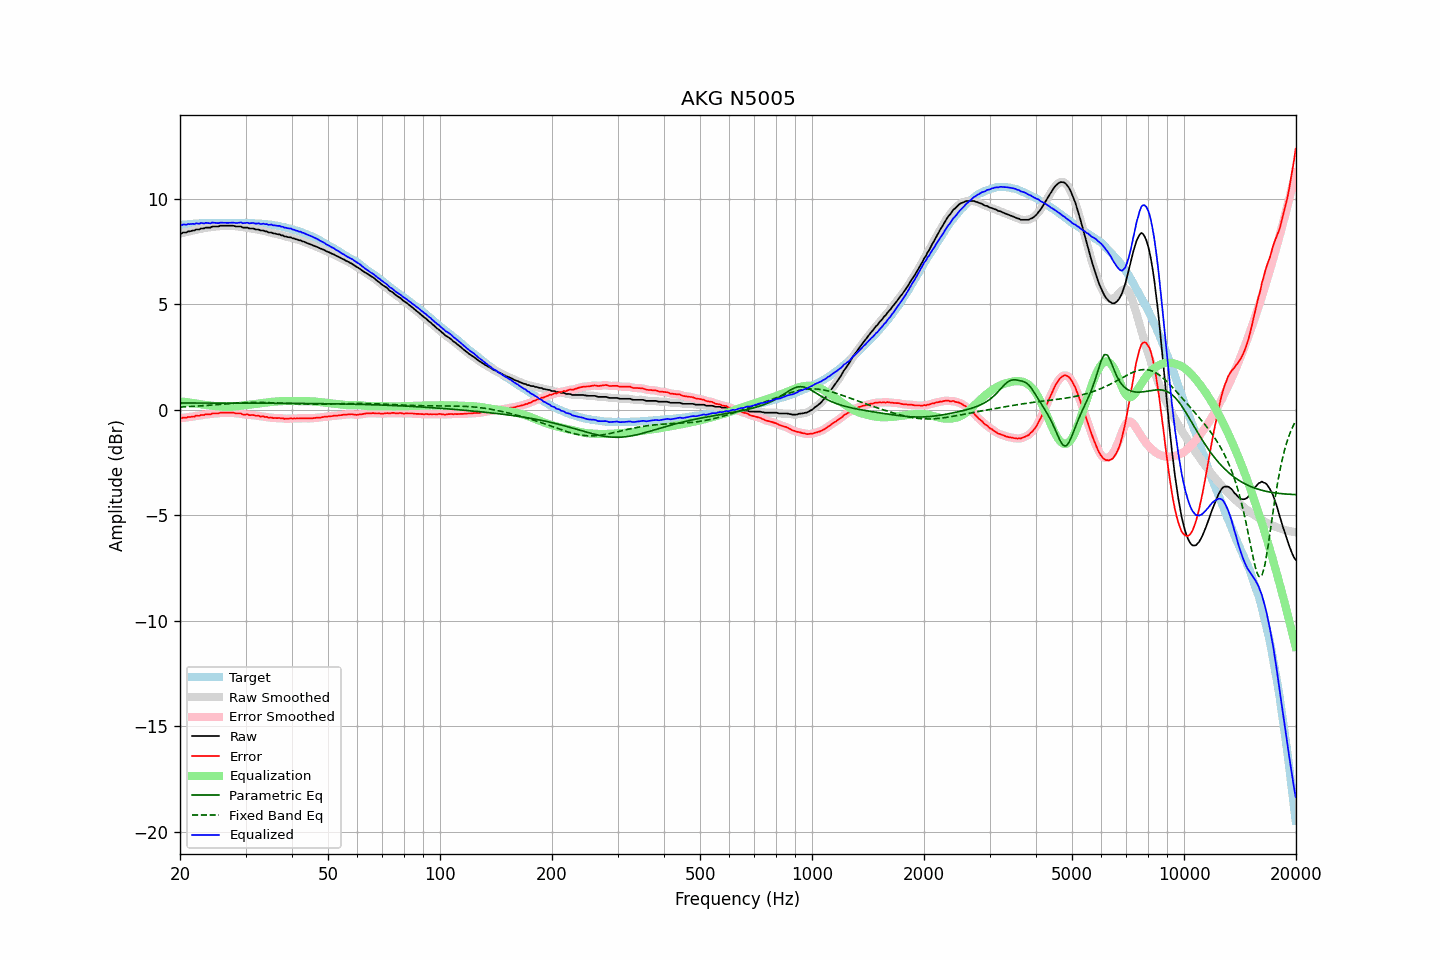 AKG N5005
Amplitude (dBr)
10
5
0
−5
−10
−15
−20
Target
Raw Smoothed
Error Smoothed
Raw
Error
Equalization
Parametric Eq
Fixed Band Eq
Equalized
20
50
100
200
500
1000
2000
5000
10000
20000
Frequency (Hz)